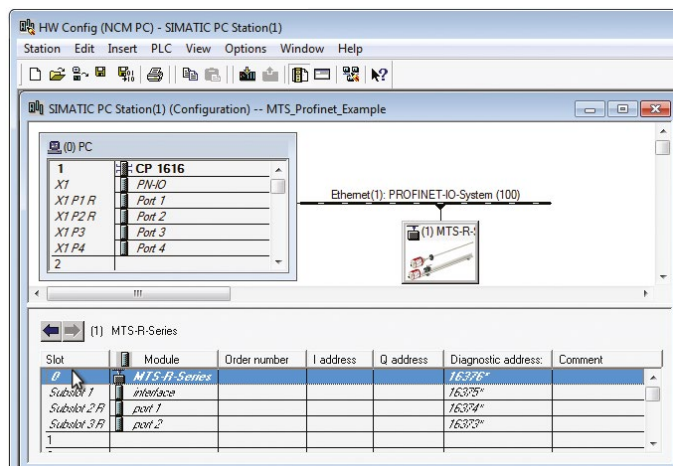 HW Config (NCM PC) - SIMATIC PC Station(1)
Station Edit Insert PLC View Options Window Help
SIMATIC PC Station(1) (Configuration) -- MTS_Profinet_Example
(0) PC
1 CP 1616
X1 PN-IO
X1 P1 R Port 1
X1 P2 R Port 2
X1 P3 Port 3
X1 P4 Port 4
2
Ethernet(1): PROFINET-IO-System (100)
(1) MTS-R-S
(1) MTS-R-Series
Slot Module Order number I address Q address Diagnostic address: Comment
0 MTS-R-Series 16376*
Subslot 1 interface 16375*
Subslot 2 R port 1 16374*
Subslot 3 R port 2 16373*
1